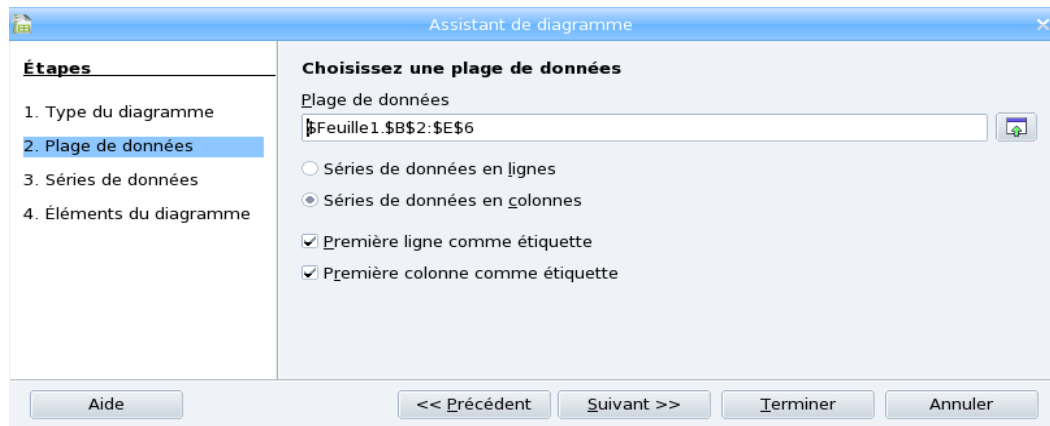 Assistant de diagramme
Étapes
1. Type du diagramme
2. Plage de données
3. Séries de données
4. Éléments du diagramme
Choisissez une plage de données
Plage de données
$Feuille1.$B$2:$E$6
Séries de données en lignes
Séries de données en colonnes
Première ligne comme étiquette
Première colonne comme étiquette
Aide
<< Précédent
Suivant >>
Terminer
Annuler